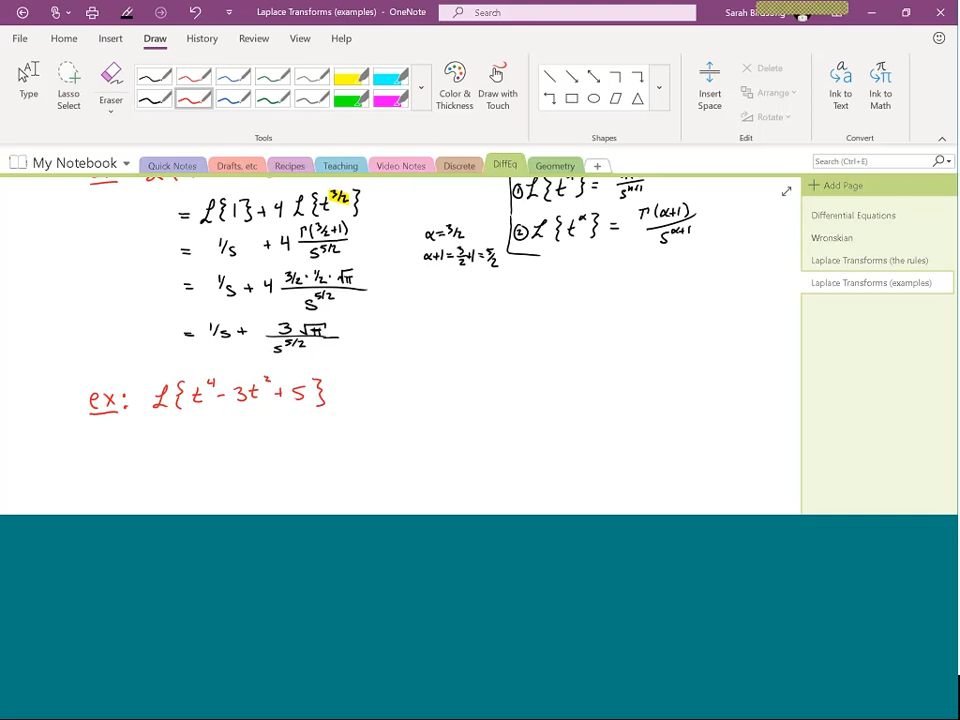 Laplace Transforms (examples) - OneNote
Search
Sarah
File Home Insert Draw History Review View Help
Type
Lasso Select
Eraser
Color & Thickness
Draw with Touch
Insert Space
Delete
Arrange
Rotate
Ink to Text
Ink to Math
Tools
Shapes
Edit
Convert
My Notebook
Quick Notes
Drafts, etc
Recipes
Teaching
Video Notes
Discrete
DiffEq
Geometry
Search (Ctrl+E)
Add Page
Differential Equations
Wronskian
Laplace Transforms (the rules)
Laplace Transforms (examples)
= ℒ{1} + 4 ℒ{t^{3/2}}
= 1/s + 4 Γ(3/2+1)/s^{5/2}
= 1/s + 4 (3/2 · 1/2 · √π)/s^{5/2}
= 1/s + 3√π/s^{5/2}
α = 3/2
α+1 = 3/2+1 = 5/2
② ℒ{t^α} = Γ(α+1)/s^{α+1}
ex: ℒ{t^4 - 3t^2 + 5}